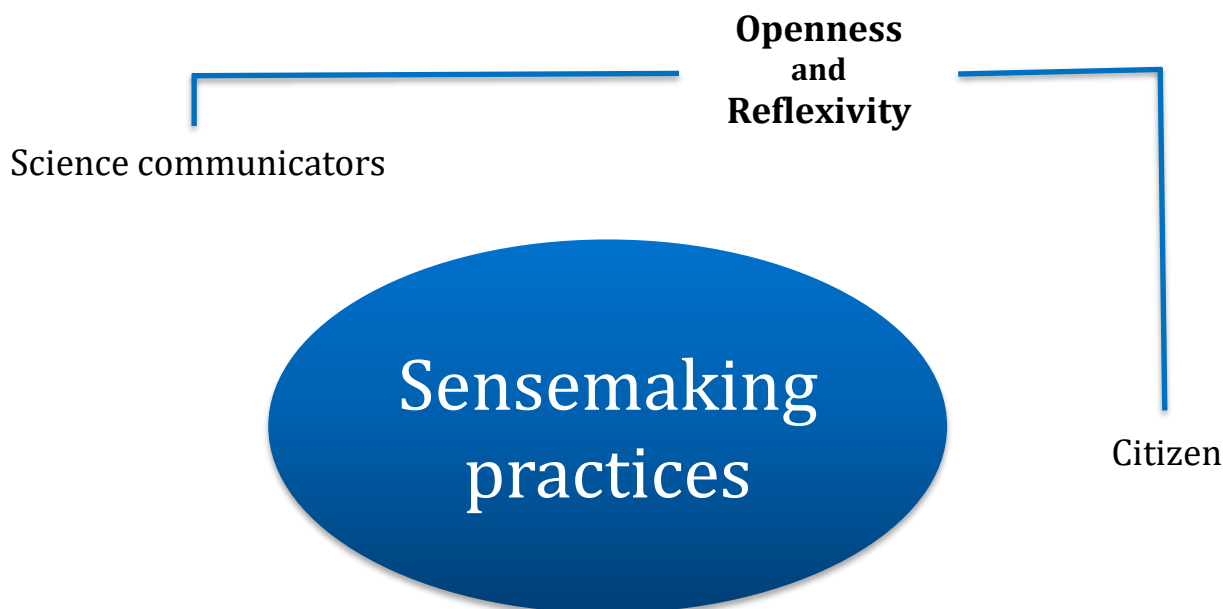 Openness
and
Reflexivity
Science communicators
Sensemaking
practices
Citizen